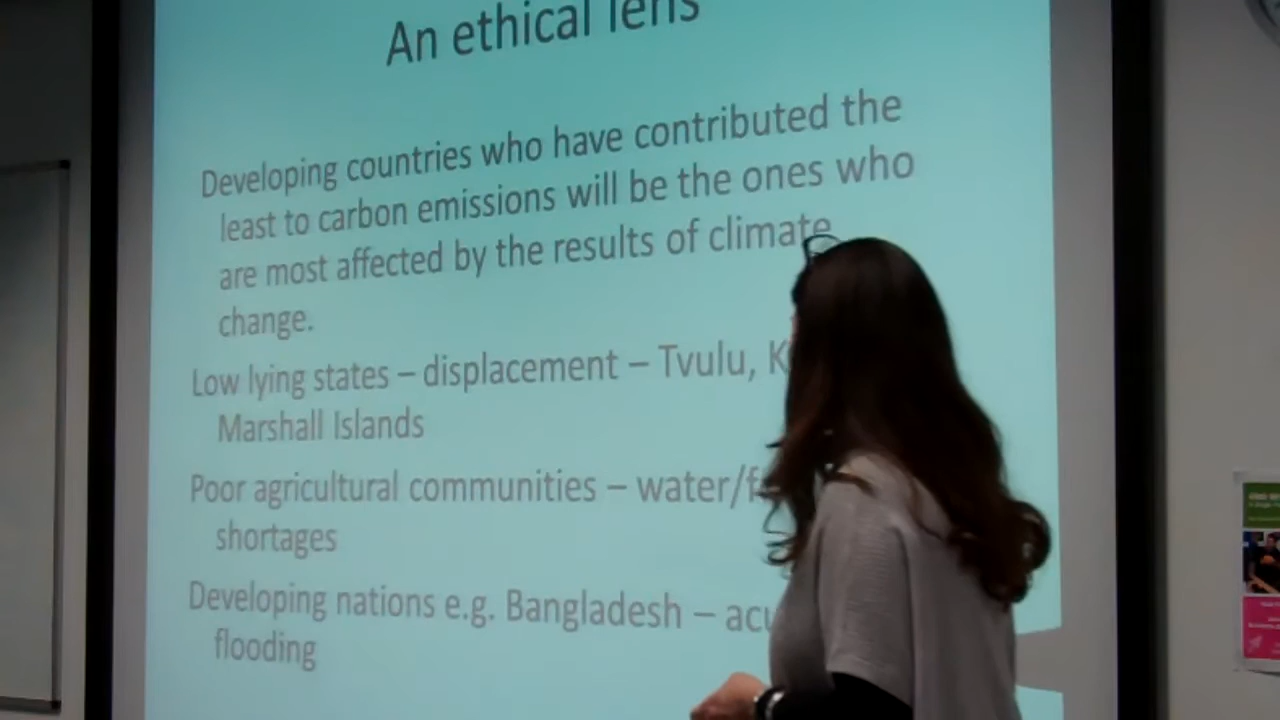 An ethical lens
Developing countries who have contributed the
least to carbon emissions will be the ones who
are most affected by the results of climate
change.
Low lying states – displacement – Tvulu,
Marshall Islands
Poor agricultural communities – water/
shortages
Developing nations e.g. Bangladesh –
flooding